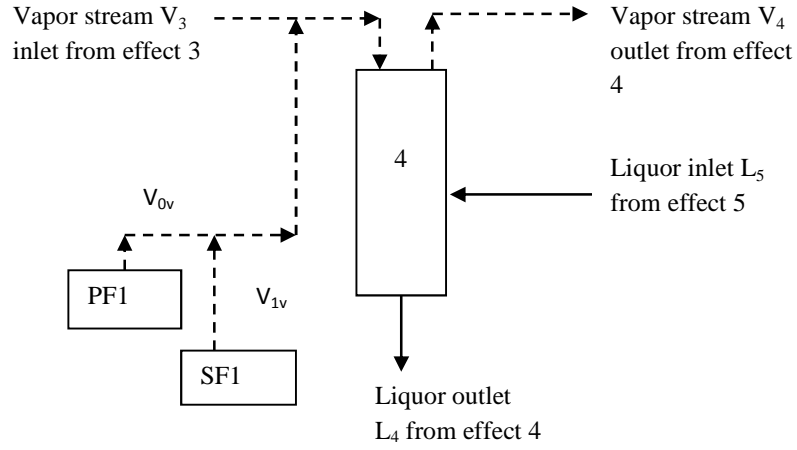 Vapor stream V₃
inlet from effect 3
Vapor stream V₄
outlet from effect
4
4
Liquor inlet L₅
from effect 5
V₀ᵥ
PF1
V₁ᵥ
SF1
Liquor outlet
L₄ from effect 4